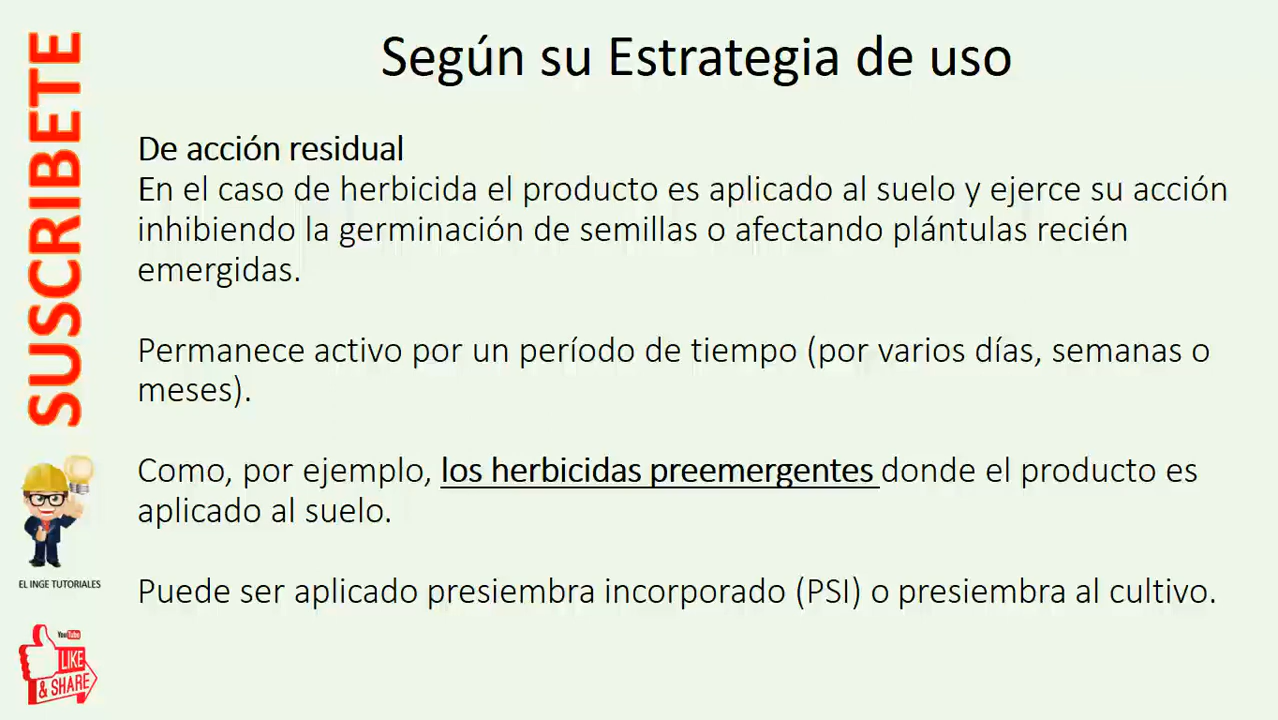 Según su Estrategia de uso
SUSCRIBETE
De acción residual
En el caso de herbicida el producto es aplicado al suelo y ejerce su acción
inhibiendo la germinación de semillas o afectando plántulas recién
emergidas.
Permanece activo por un período de tiempo (por varios días, semanas o
meses).
Como, por ejemplo, los herbicidas preemergentes donde el producto es
aplicado al suelo.
Puede ser aplicado presiembra incorporado (PSI) o presiembra al cultivo.
EL INGE TUTORIALES
YouTube
LIKE
& SHARE